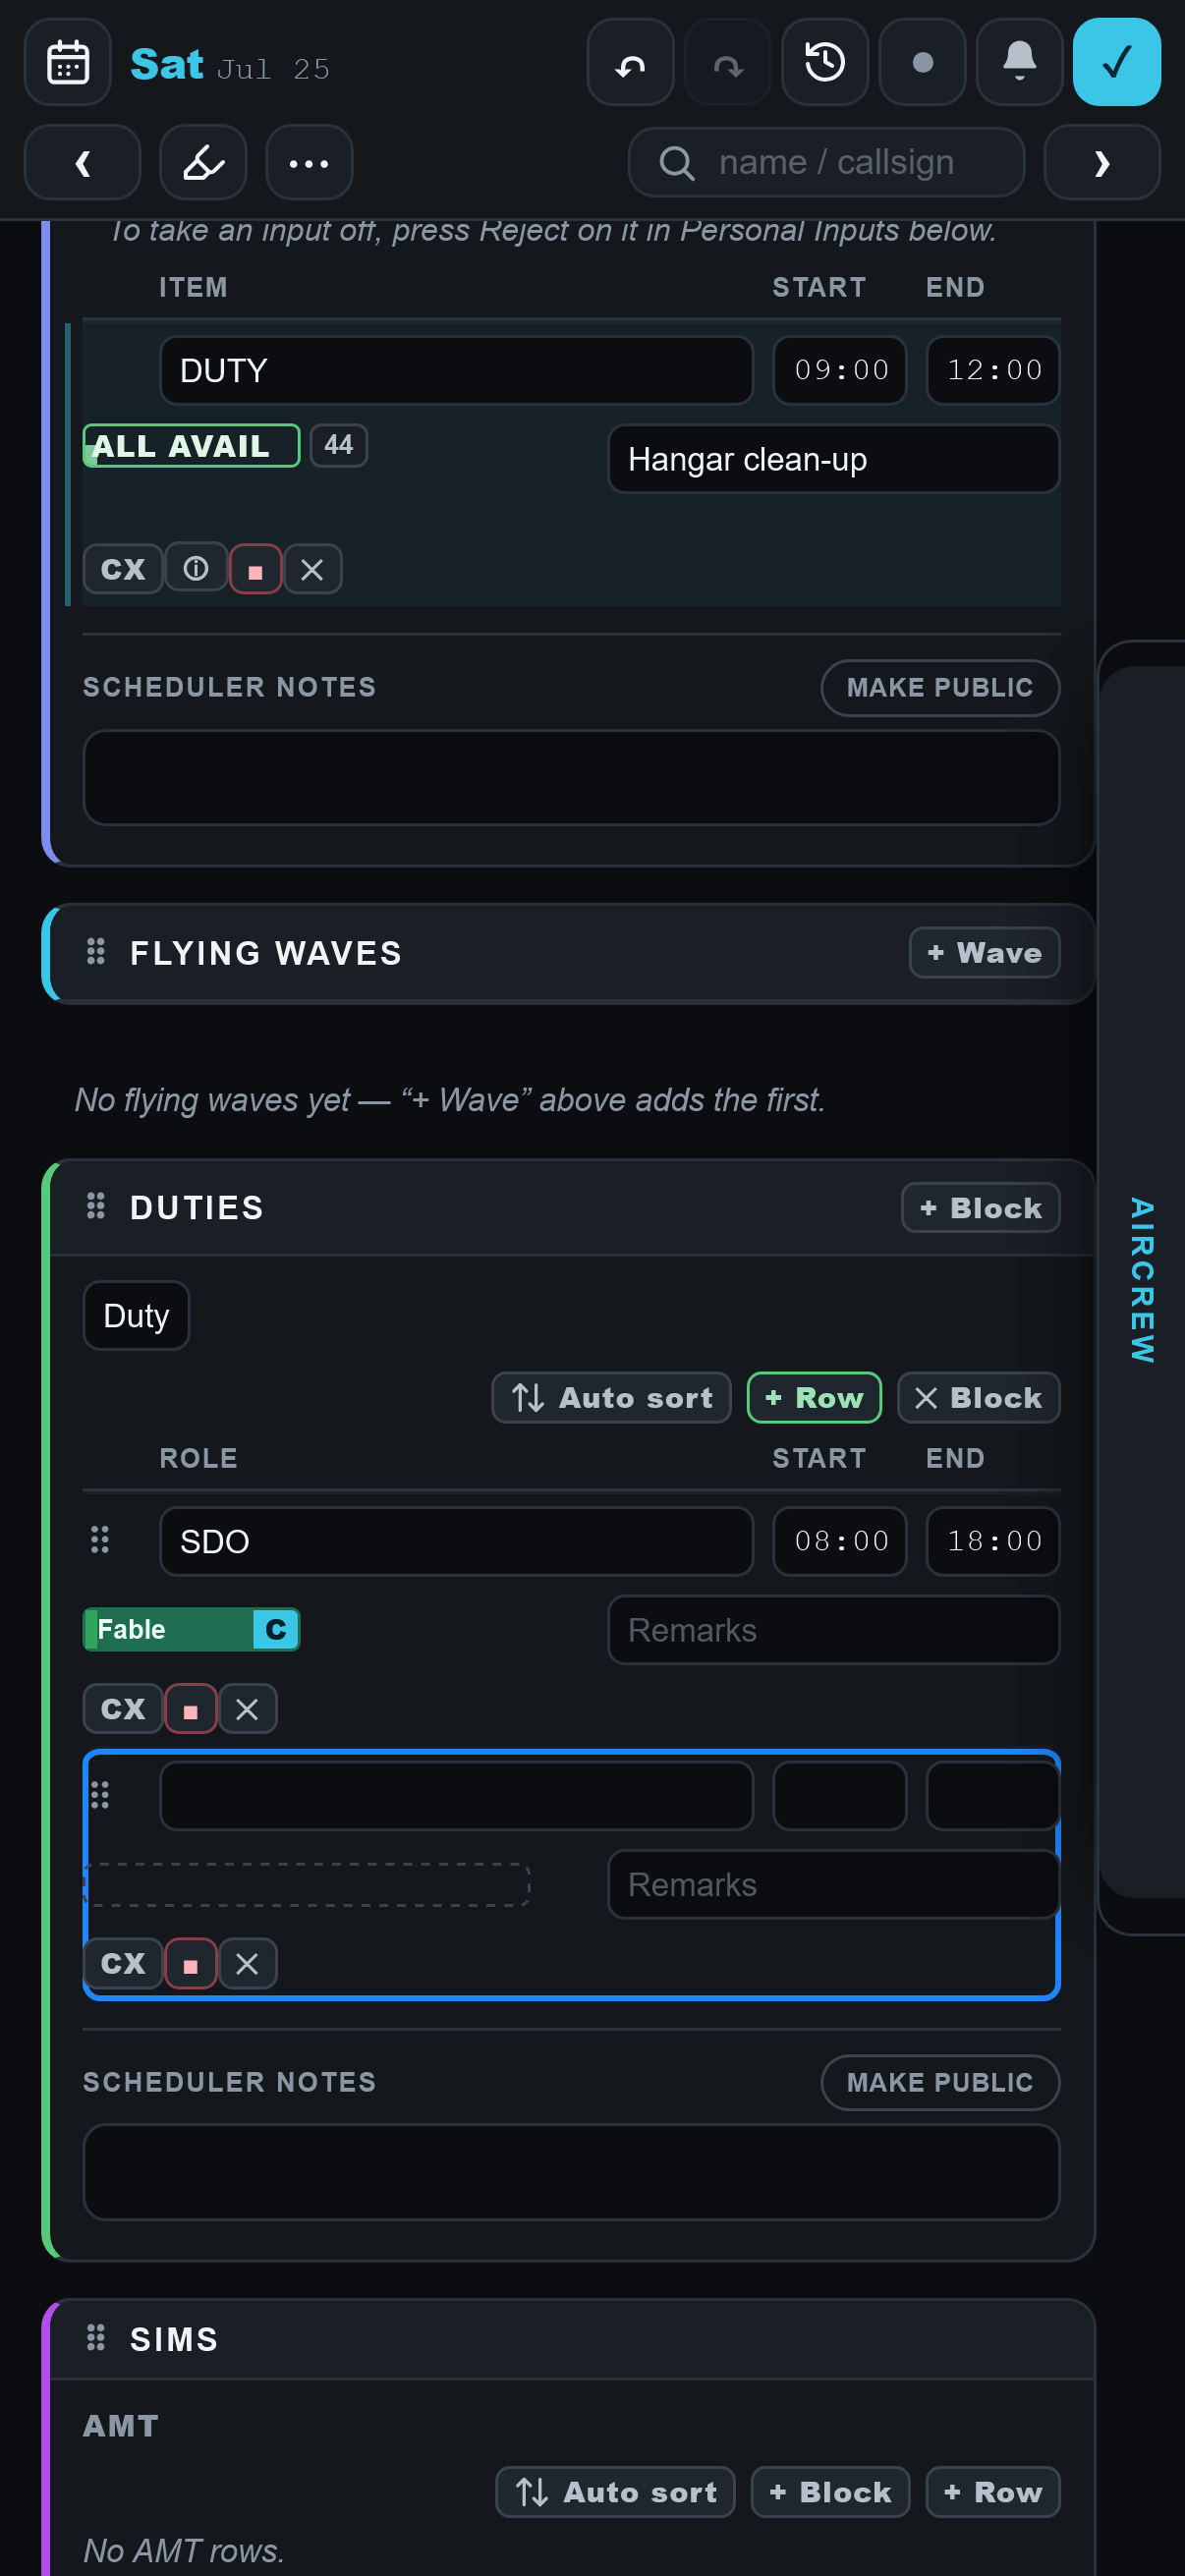 Sat Jul 25
name / callsign
To take an input off, press Reject on it in Personal Inputs below.
ITEM START END
DUTY 09:00 12:00
ALL AVAIL 44 Hangar clean-up
CX
SCHEDULER NOTES MAKE PUBLIC
FLYING WAVES + Wave
No flying waves yet — “+ Wave” above adds the first.
DUTIES + Block
Duty
Auto sort + Row × Block
ROLE START END
SDO 08:00 18:00
Fable C Remarks
CX
Remarks
CX
SCHEDULER NOTES MAKE PUBLIC
SIMS
AMT
Auto sort + Block + Row
No AMT rows.
AIRCREW